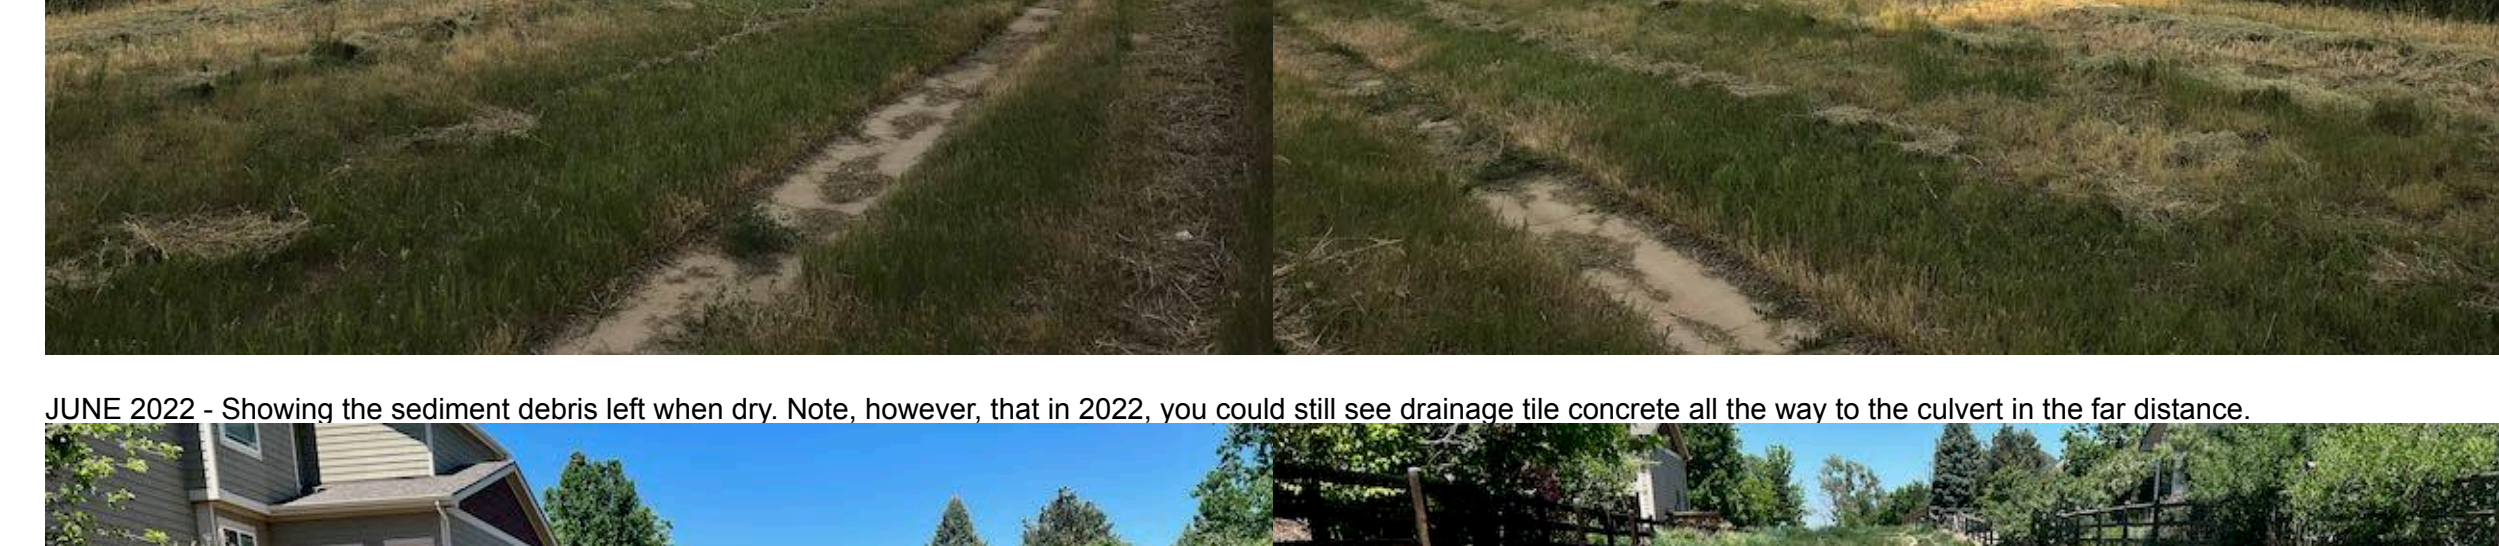 JUNE 2022 - Showing the sediment debris left when dry. Note, however, that in 2022, you could still see drainage tile concrete all the way to the culvert in the far distance.